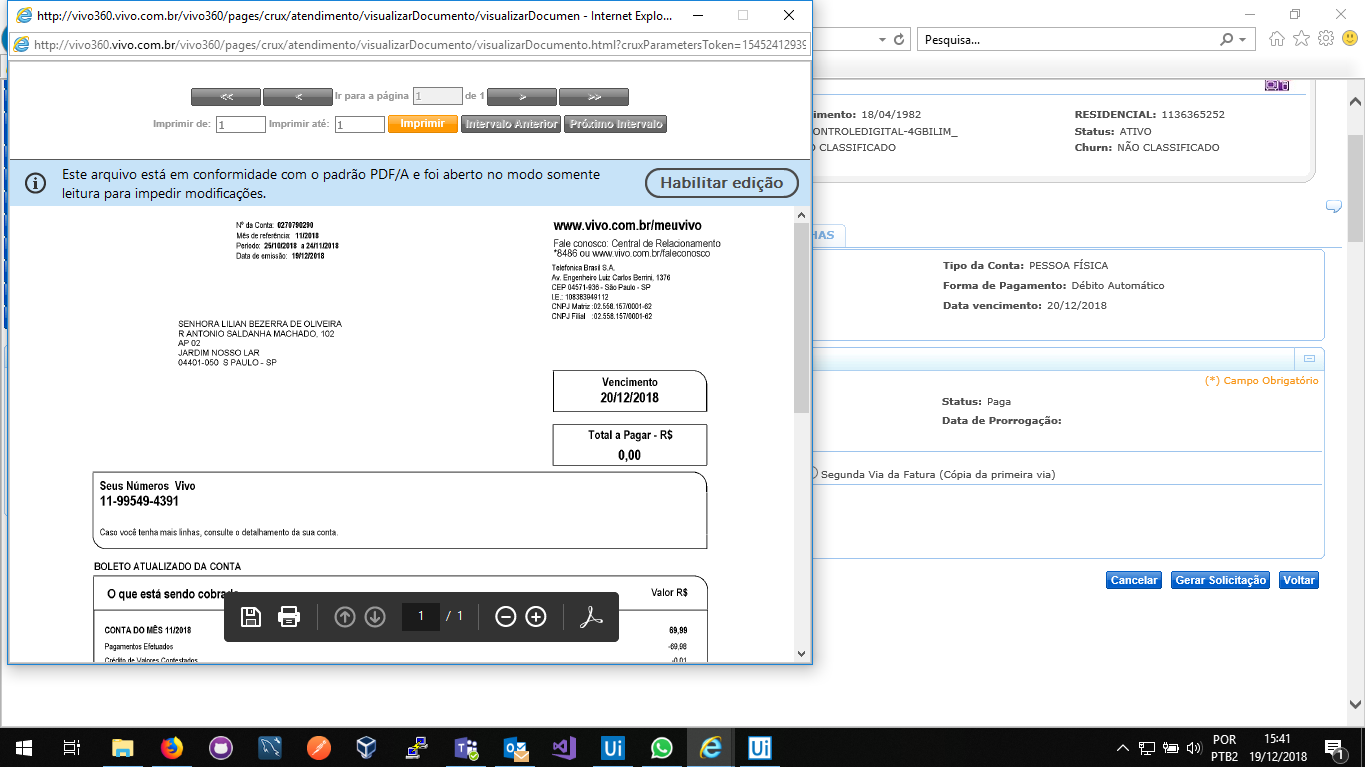 http://vivo360.vivo.com.br/vivo360/pages/crux/atendimento/visualizarDocumento/visualizarDocumen - Internet Explo...
http://vivo360.vivo.com.br/vivo360/pages/crux/atendimento/visualizarDocumento/visualizarDocumento.html?cruxParametersToken=15452412939
Pesquisa...
<< < Ir para a página 1 de 1 > >>
Imprimir de: 1 Imprimir até: 1 Imprimir Intervalo Anterior Próximo Intervalo
Este arquivo está em conformidade com o padrão PDF/A e foi aberto no modo somente
leitura para impedir modificações.
Habilitar edição
Nº da Conta: 0270790290
Mês de referência: 11/2018
Período: 25/10/2018 a 24/11/2018
Data de emissão: 19/12/2018
www.vivo.com.br/meuvivo
Fale conosco: Central de Relacionamento
*8486 ou www.vivo.com.br/faleconosco
Telefonica Brasil S.A.
Av. Engenheiro Luiz Carlos Berrini, 1376
CEP 04571-936 - São Paulo - SP
I.E.: 108383949112
CNPJ Matriz :02.558.157/0001-62
CNPJ Filial :02.558.157/0001-62
SENHORA LILIAN BEZERRA DE OLIVEIRA
R ANTONIO SALDANHA MACHADO, 102
AP 02
JARDIM NOSSO LAR
04401-050 S PAULO - SP
Vencimento
20/12/2018
Total a Pagar - R$
0,00
Seus Números Vivo
11-99549-4391
Caso você tenha mais linhas, consulte o detalhamento da sua conta.
BOLETO ATUALIZADO DA CONTA
O que está sendo cobrado Valor R$
CONTA DO MÊS 11/2018 69,99
Pagamentos Efetuados -69,98
Crédito de Valores Contestados -0,01
1 / 1
imento: 18/04/1982
ONTROLEDIGITAL-4GBILIM_
O CLASSIFICADO
RESIDENCIAL: 1136365252
Status: ATIVO
Churn: NÃO CLASSIFICADO
HAS
Tipo da Conta: PESSOA FÍSICA
Forma de Pagamento: Débito Automático
Data vencimento: 20/12/2018
(*) Campo Obrigatório
Status: Paga
Data de Prorrogação:
Segunda Via da Fatura (Cópia da primeira via)
Cancelar Gerar Solicitação Voltar
Ui
Ui
POR
PTB2
15:41
19/12/2018
1